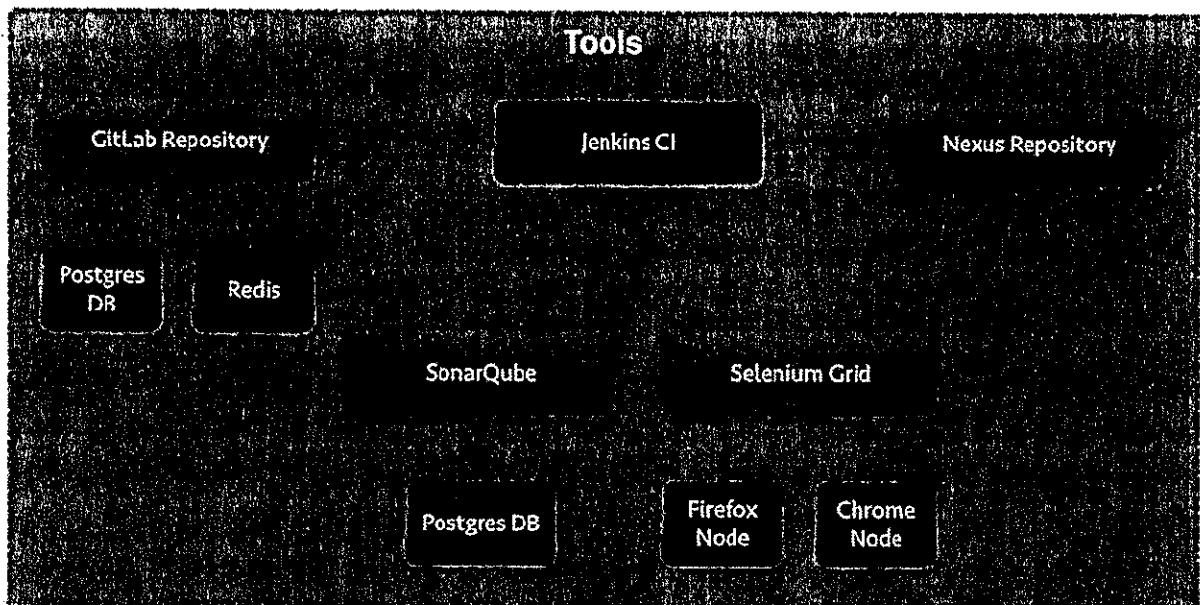 Tools
GitLab Repository
Jenkins CI
Nexus Repository
Postgres
DB
Redis
SonarQube
Selenium Grid
Postgres DB
Firefox
Node
Chrome
Node